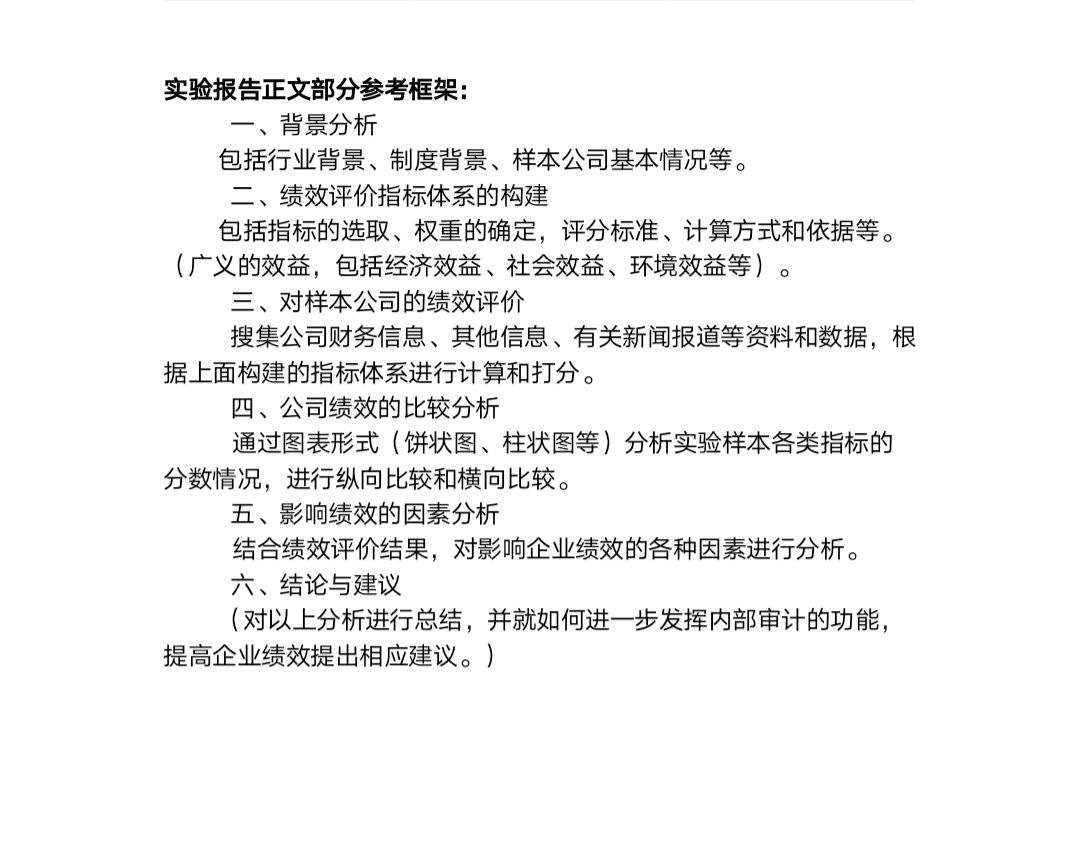 实验报告正文部分参考框架：
一、背景分析
包括行业背景、制度背景、样本公司基本情况等。
二、绩效评价指标体系的构建
包括指标的选取、权重的确定，评分标准、计算方式和依据等。
（广义的效益，包括经济效益、社会效益、环境效益等）。
三、对样本公司的绩效评价
搜集公司财务信息、其他信息、有关新闻报道等资料和数据，根
据上面构建的指标体系进行计算和打分。
四、公司绩效的比较分析
通过图表形式（饼状图、柱状图等）分析实验样本各类指标的
分数情况，进行纵向比较和横向比较。
五、影响绩效的因素分析
结合绩效评价结果，对影响企业绩效的各种因素进行分析。
六、结论与建议
（对以上分析进行总结，并就如何进一步发挥内部审计的功能，
提高企业绩效提出相应建议。）